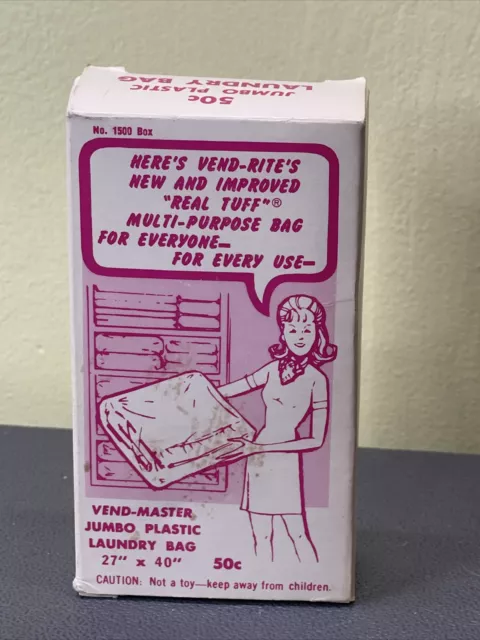 50c
JUMBO PLASTIC
LAUNDRY BAG
No. 1500 Box
HERE'S VEND-RITE'S
NEW AND IMPROVED
"REAL TUFF"®
MULTI-PURPOSE BAG
FOR EVERYONE—
FOR EVERY USE—
VEND-MASTER
JUMBO PLASTIC
LAUNDRY BAG
27" x 40" 50c
CAUTION: Not a toy—keep away from children.